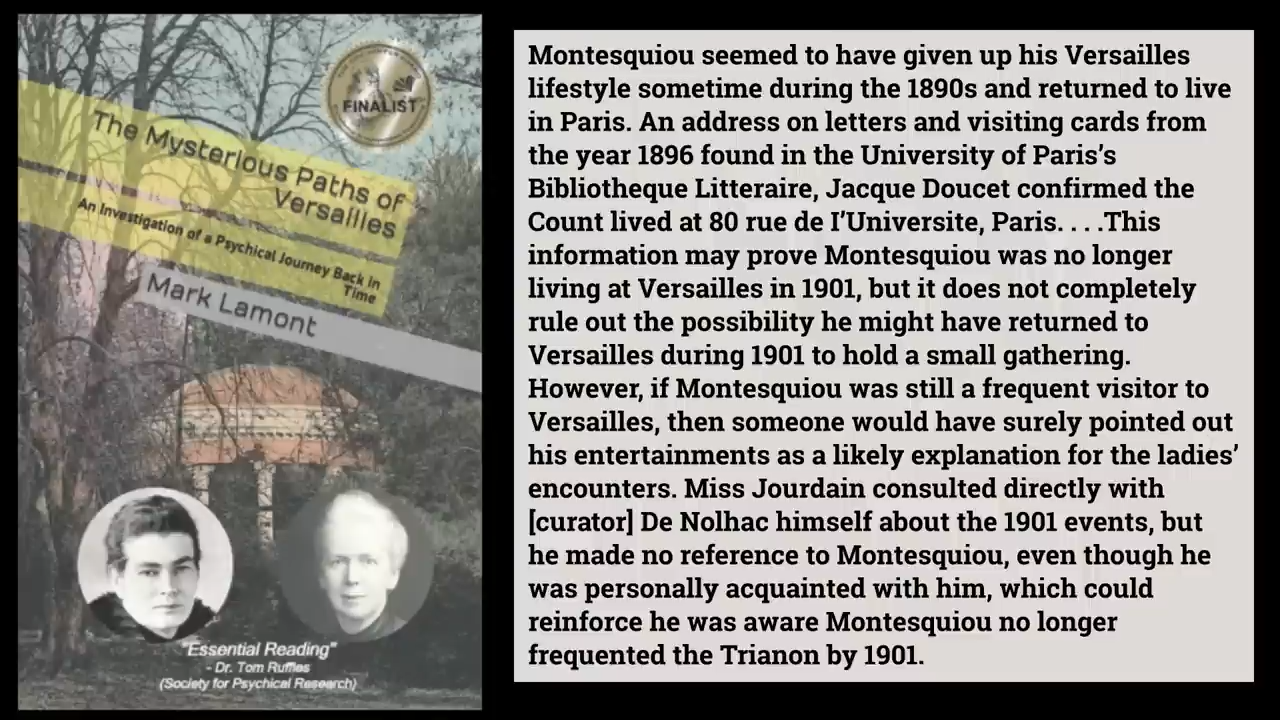 FINALIST
The Mysterious Paths of
Versailles
An Investigation of a Psychical Journey Back in
Time
Mark Lamont
"Essential Reading"
- Dr. Tom Ruffles
(Society for Psychical Research)
Montesquiou seemed to have given up his Versailles
lifestyle sometime during the 1890s and returned to live
in Paris. An address on letters and visiting cards from
the year 1896 found in the University of Paris’s
Bibliotheque Litteraire, Jacque Doucet confirmed the
Count lived at 80 rue de I’Universite, Paris. . . .This
information may prove Montesquiou was no longer
living at Versailles in 1901, but it does not completely
rule out the possibility he might have returned to
Versailles during 1901 to hold a small gathering.
However, if Montesquiou was still a frequent visitor to
Versailles, then someone would have surely pointed out
his entertainments as a likely explanation for the ladies’
encounters. Miss Jourdain consulted directly with
[curator] De Nolhac himself about the 1901 events, but
he made no reference to Montesquiou, even though he
was personally acquainted with him, which could
reinforce he was aware Montesquiou no longer
frequented the Trianon by 1901.